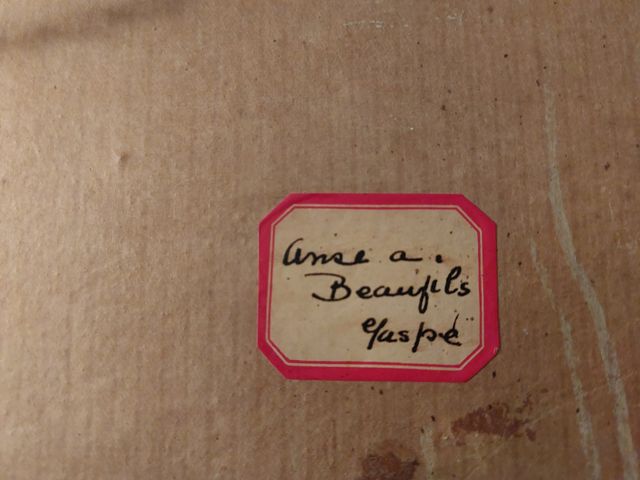 Anse a.
Beaufils
Gaspé